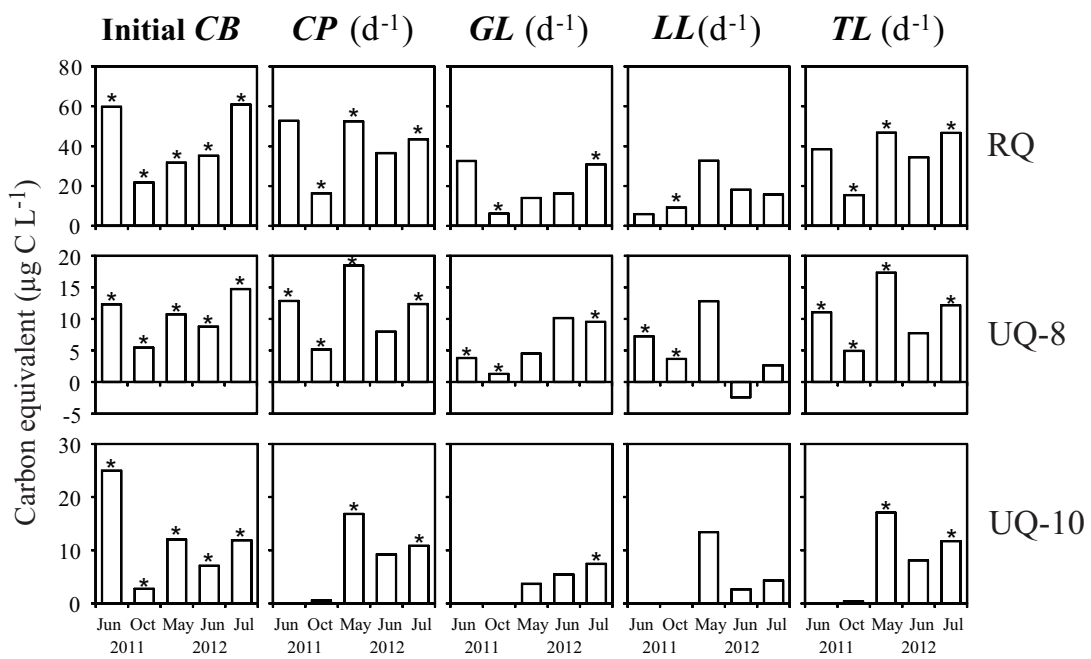 Initial CB CP (d-1) GL (d-1) LL(d-1) TL (d-1)
Carbon equivalent (µg C L-1)
80
60
40
20
0
* * * * *
* * *
* *
*
* * *
RQ
20
15
10
5
0
-5
* * * * *
* * * *
* * *
* *
* * * *
UQ-8
30
20
10
0
* * * * *
* *
*
* *
UQ-10
Jun Oct May Jun Jul Jun Oct May Jun Jul Jun Oct May Jun Jul Jun Oct May Jun Jul Jun Oct May Jun Jul
2011 2012 2011 2012 2011 2012 2011 2012 2011 2012